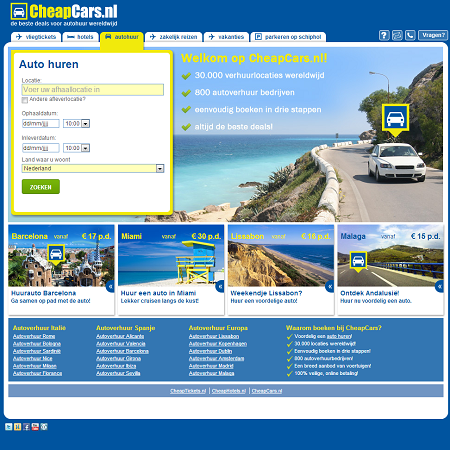 CheapCars.nl
de beste deals voor autohuur wereldwijd
vliegtickets
hotels
autohuur
zakelijk reizen
vakanties
P parkeren op schiphol
? Vragen?
Auto huren
Locatie:
Voer uw afhaallocatie in
Andere afleverlocatie?
Ophaaldatum:
dd/mm/jjjj 10:00
Inleverdatum:
dd/mm/jjjj 10:00
Land waar u woont
Nederland
ZOEKEN
Welkom op CheapCars.nl!
30.000 verhuurlocaties wereldwijd
800 autoverhuur bedrijven
eenvoudig boeken in drie stappen
altijd de beste deals!
Barcelona vanaf € 17 p.d.
Huurauto Barcelona
Ga samen op pad met de auto!
Miami vanaf € 30 p.d.
Huur een auto in Miami
Lekker cruisen langs de kust!
Lissabon vanaf € 16 p.d.
Weekendje Lissabon?
Huur een voordelige auto!
Malaga vanaf € 15 p.d.
Ontdek Andalusie!
Huur nu voordelig een auto.
Autoverhuur Italië
Autoverhuur Rome
Autoverhuur Bologna
Autoverhuur Sardinië
Autoverhuur Nice
Autoverhuur Milaan
Autoverhuur Florance
Autoverhuur Spanje
Autoverhuur Alicante
Autoverhuur Valencia
Autoverhuur Barcelona
Autoverhuur Girona
Autoverhuur Ibiza
Autoverhuur Sevilla
Autoverhuur Europa
Autoverhuur Lissabon
Autoverhuur Kopenhagen
Autoverhuur Dublin
Autoverhuur Amsterdam
Autoverhuur Madrid
Autoverhuur Malaga
Waarom boeken bij CheapCars?
Voordelig een auto huren!
30.000 locaties wereldwijd!
Eenvoudig boeken in drie stappen!
800 autoverhuurbedrijven!
Een breed aanbod van voertuigen!
100% veilige, online betaling!
CheapTickets.nl | Cheaphotels.nl | CheapCars.nl